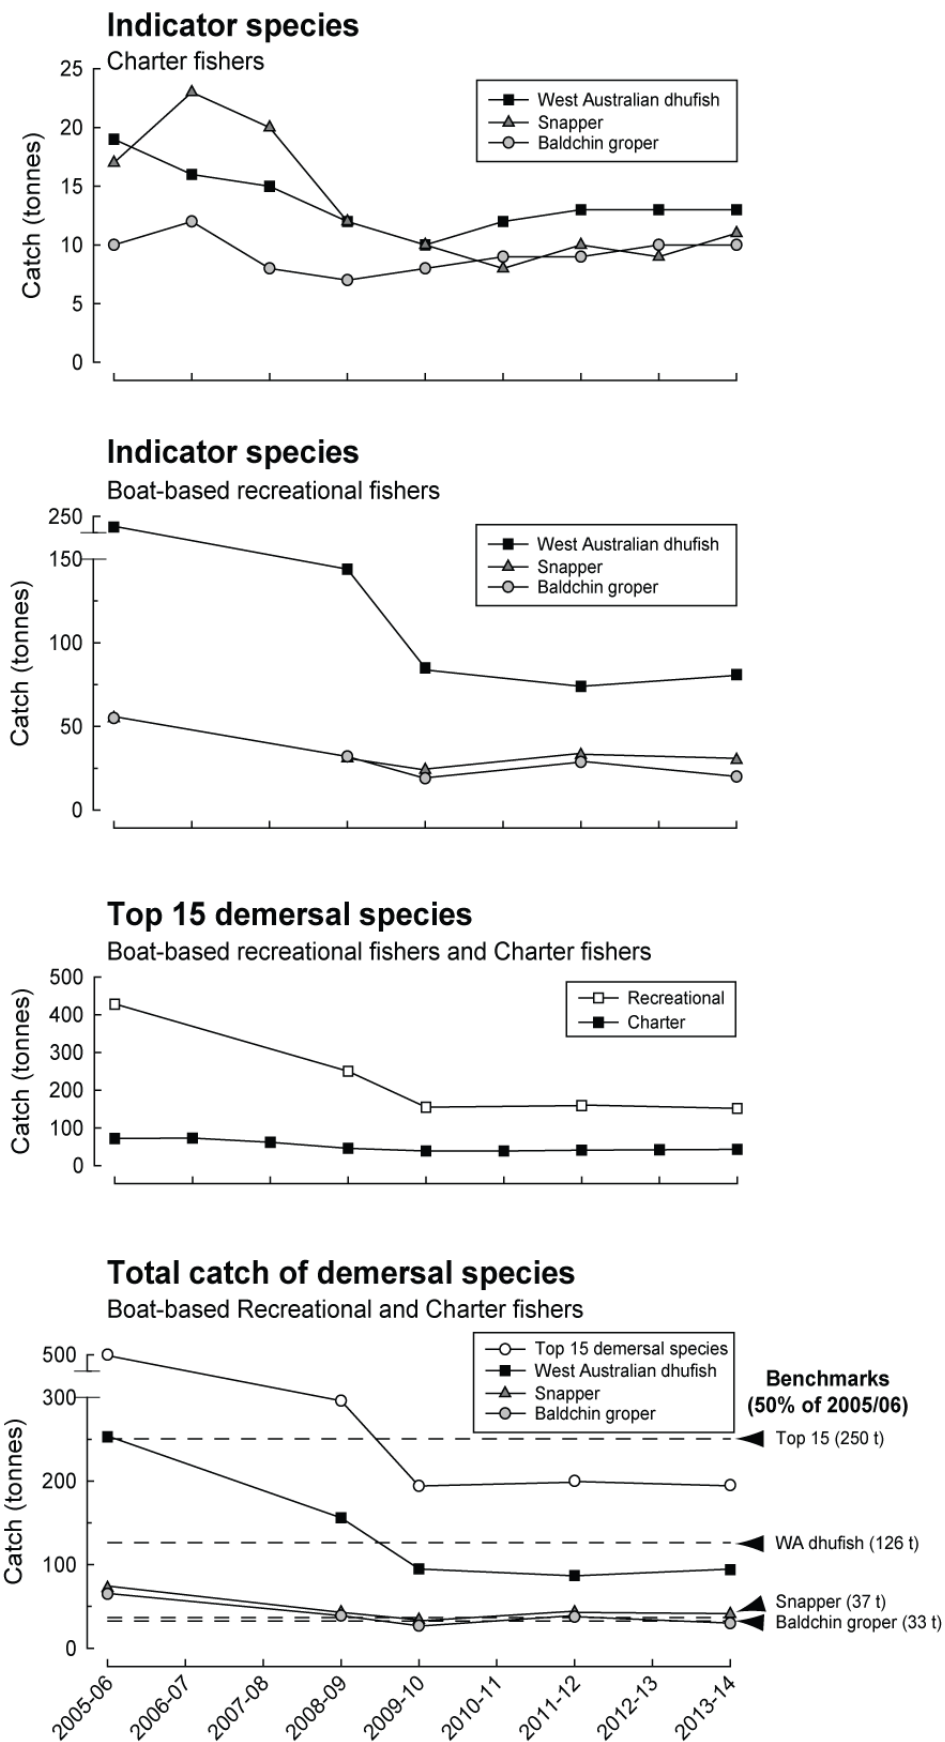 Indicator species
Charter fishers
25
20
15
10
5
0
Catch (tonnes)
West Australian dhufish
Snapper
Baldchin groper
Indicator species
Boat-based recreational fishers
250
150
100
50
0
Catch (tonnes)
West Australian dhufish
Snapper
Baldchin groper
Top 15 demersal species
Boat-based recreational fishers and Charter fishers
500
400
300
200
100
0
Catch (tonnes)
Recreational
Charter
Total catch of demersal species
Boat-based Recreational and Charter fishers
500
300
200
100
0
Catch (tonnes)
Top 15 demersal species
West Australian dhufish
Snapper
Baldchin groper
Benchmarks
(50% of 2005/06)
Top 15 (250 t)
WA dhufish (126 t)
Snapper (37 t)
Baldchin groper (33 t)
2005-06
2006-07
2007-08
2008-09
2009-10
2010-11
2011-12
2012-13
2013-14